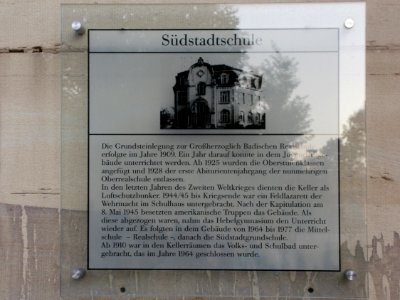 Südstadtschule
Die Grundsteinlegung zur Großherzoglich Badischen
erfolgte im Jahre 1909. Ein Jahr darauf konnte in dem
bäude unterrichtet werden. Ab 1925 wurden die Oberstufenklassen
angefügt und 1928 der erste Abiturientenjahrgang der nunmehrigen
Oberrealschule entlassen.
In den letzten Jahren des Zweiten Weltkrieges dienten die Keller als
Luftschutzbunker. 1944/45 bis Kriegsende war ein Feldlazarett der
Wehrmacht im Schulhaus untergebracht. Nach der Kapitulation am
8. Mai 1945 besetzten amerikanische Truppen das Gebäude. Als
diese abgezogen waren, nahm das Hebelgymnasium den Unterricht
wieder auf. Es folgten in dem Gebäude von 1964 bis 1977 die Mittel-
schule – Realschule –, danach die Südstadtgrundschule.
Ab 1910 war in den Kellerräumen das Volks- und Schulbad unter-
gebracht, das im Jahre 1964 geschlossen wurde.